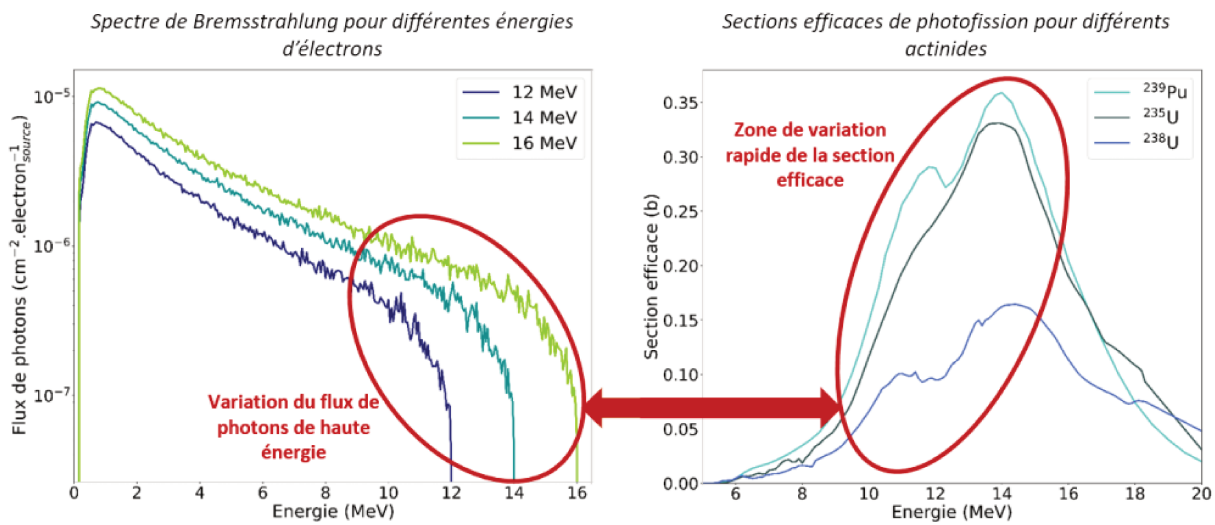 Spectre de Bremsstrahlung pour différentes énergies
d’électrons
Flux de photons (cm⁻².electron⁻¹source)
10⁻⁵
10⁻⁶
10⁻⁷
12 MeV
14 MeV
16 MeV
Variation du flux de
photons de haute
énergie
0 2 4 6 8 10 12 14 16
Energie (MeV)
Sections efficaces de photofission pour différents
actinides
Section efficace (b)
0.35
0.30
0.25
0.20
0.15
0.10
0.05
0.00
Zone de variation
rapide de la section
efficace
²³⁹Pu
²³⁵U
²³⁸U
6 8 10 12 14 16 18 20
Energie (MeV)